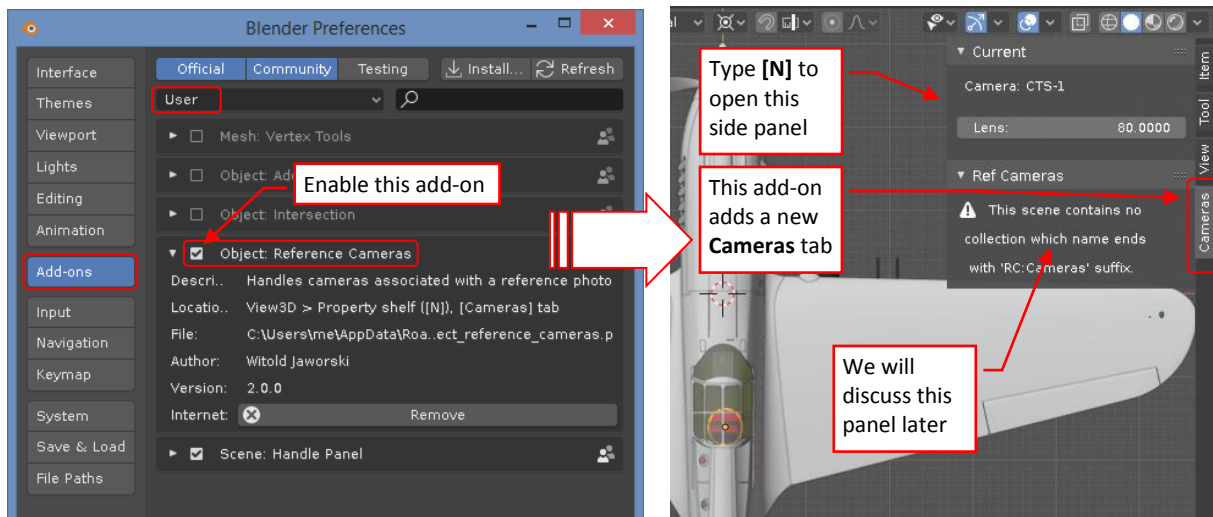 Blender Preferences
Interface
Themes
Viewport
Lights
Editing
Animation
Add-ons
Input
Navigation
Keymap
System
Save & Load
File Paths
Official Community Testing Install... Refresh
User
Mesh: Vertex Tools
Object: Ad
Enable this add-on
Object: Intersection
Object: Reference Cameras
Descri.. Handles cameras associated with a reference photo
Locatio.. View3D > Property shelf ([N]), [Cameras] tab
File: C:\Users\me\AppData\Roa..ect_reference_cameras.p
Author: Witold Jaworski
Version: 2.0.0
Internet: Remove
Scene: Handle Panel
Type [N] to
open this
side panel
This add-on
adds a new
Cameras tab
Current
Camera: CTS-1
Lens: 80.0000
Ref Cameras
This scene contains no
collection which name ends
with 'RC:Cameras' suffix.
Item
Tool
View
Cameras
We will
discuss this
panel later